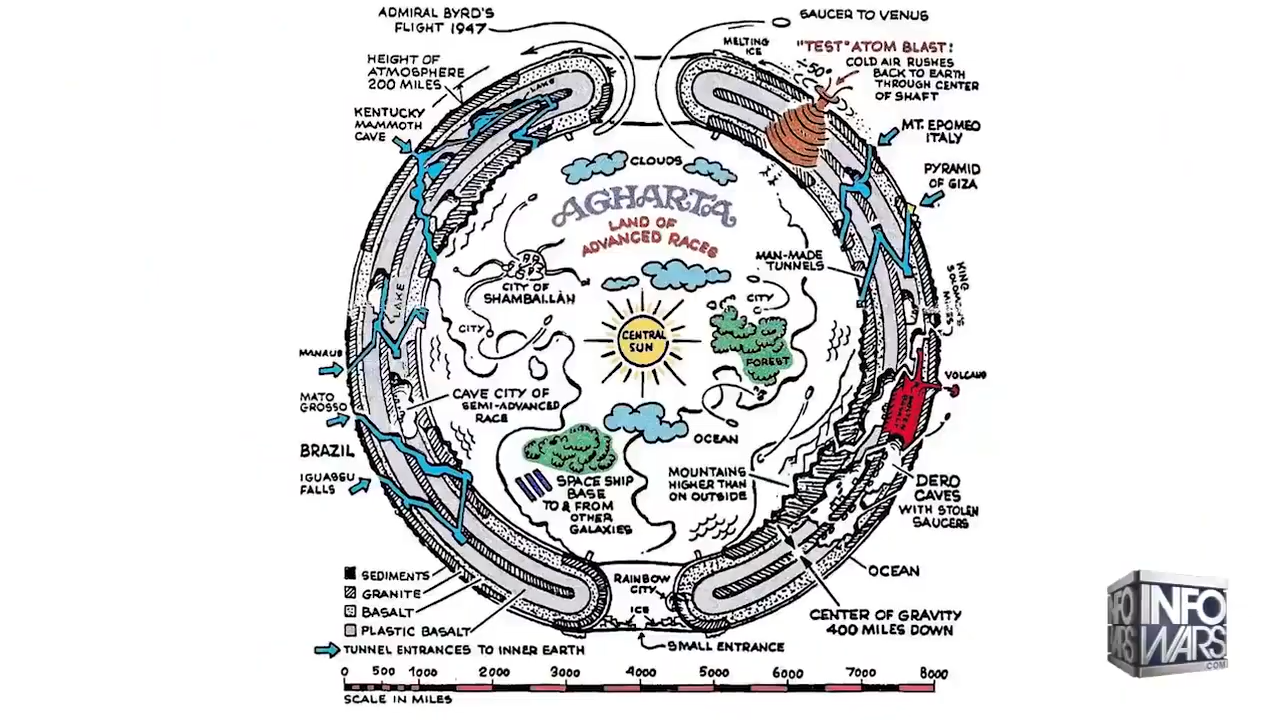 ADMIRAL BYRD'S
FLIGHT 1947
SAUCER TO VENUS
MELTING
ICE
"TEST" ATOM BLAST:
-50°
COLD AIR RUSHES
BACK TO EARTH
THROUGH CENTER
OF SHAFT
HEIGHT OF
ATMOSPHERE
200 MILES
LAKE
KENTUCKY
MAMMOTH
CAVE
MT. EPOMEO
ITALY
PYRAMID
OF GIZA
CLOUDS
AGHARTA
LAND OF
ADVANCED RACES
MAN-MADE
TUNNELS
CITY OF
SHAMBALLAH
LAKE
CITY
CITY
CENTRAL
SUN
FOREST
MANAUS
VOLCANO
MATO
GROSSO
CAVE CITY OF
SEMI-ADVANCED
RACE
OCEAN
BRAZIL
IGUASSU
FALLS
SPACE SHIP
BASE
TO & FROM
OTHER
GALAXIES
MOUNTAINS
HIGHER THAN
ON OUTSIDE
DERO
CAVES
WITH STOLEN
SAUCERS
OCEAN
RAINBOW
CITY
ICE
CENTER OF GRAVITY
400 MILES DOWN
SMALL ENTRANCE
SEDIMENTS
GRANITE
BASALT
PLASTIC BASALT
TUNNEL ENTRANCES TO INNER EARTH
0 500 1000 2000 3000 4000 5000 6000 7000 8000
SCALE IN MILES
INFO
WARS
.COM
INFO
WARS